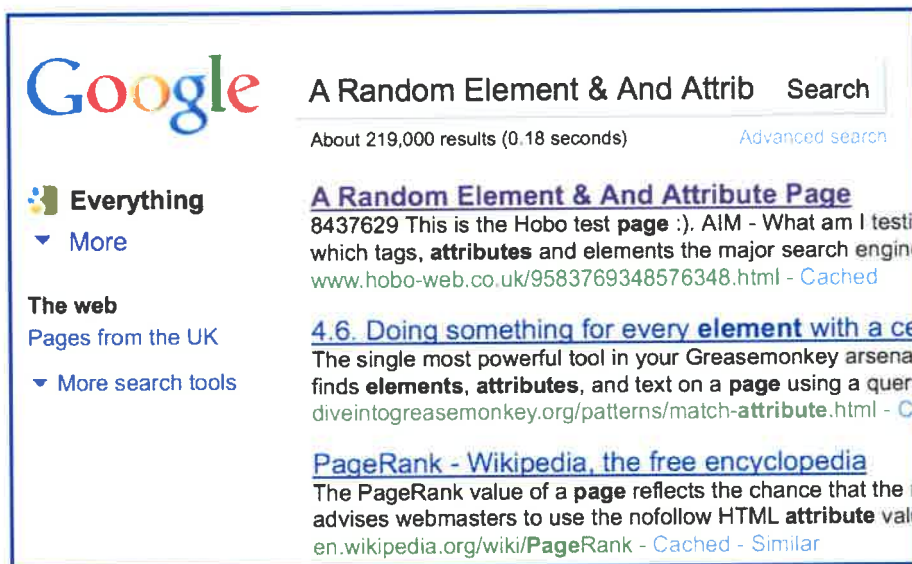 Google
A Random Element & And Attrib Search
About 219,000 results (0.18 seconds) Advanced search
Everything
More
The web
Pages from the UK
More search tools
A Random Element & And Attribute Page
8437629 This is the Hobo test page :). AIM - What am I testi
which tags, attributes and elements the major search engin
www.hobo-web.co.uk/9583769348576348.html - Cached
4.6. Doing something for every element with a ce
The single most powerful tool in your Greasemonkey arsena
finds elements, attributes, and text on a page using a quer
diveintogreasemonkey.org/patterns/match-attribute.html - C
PageRank - Wikipedia, the free encyclopedia
The PageRank value of a page reflects the chance that the
advises webmasters to use the nofollow HTML attribute valu
en.wikipedia.org/wiki/PageRank - Cached - Similar